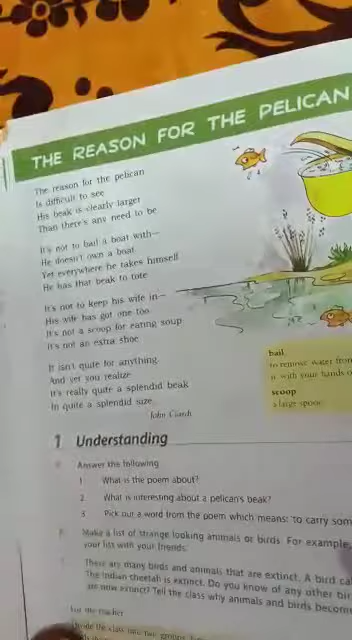 THE REASON FOR THE PELICAN
The reason for the pelican
Is difficult to see
His beak is clearly larger
Than there's any need to be
It's not to bail a boat with—
He doesn't own a boat
Yet everywhere he takes himself
He has that beak to tote
It's not to keep his wife in—
His wife has got one too
It's not a scoop for eating soup
It's not an extra shoe
It isn't quite for anything
And yet you realize
It's really quite a splendid beak
In quite a splendid size
John Ciardi
bail
to remove water from
with your hands
scoop
a large spoon
1 Understanding
Answer the following
1 What is the poem about?
2 What is interesting about a pelican's beak?
3 Pick out a word from the poem which means: 'to carry
Make a list of strange looking animals or birds. For example,
your list with your friends.
There are many birds and animals that are extinct. A bird
The Indian cheetah is extinct. Do you know of any other
are now extinct? Tell the class why animals and birds
For the teacher
Divide the class into two groups